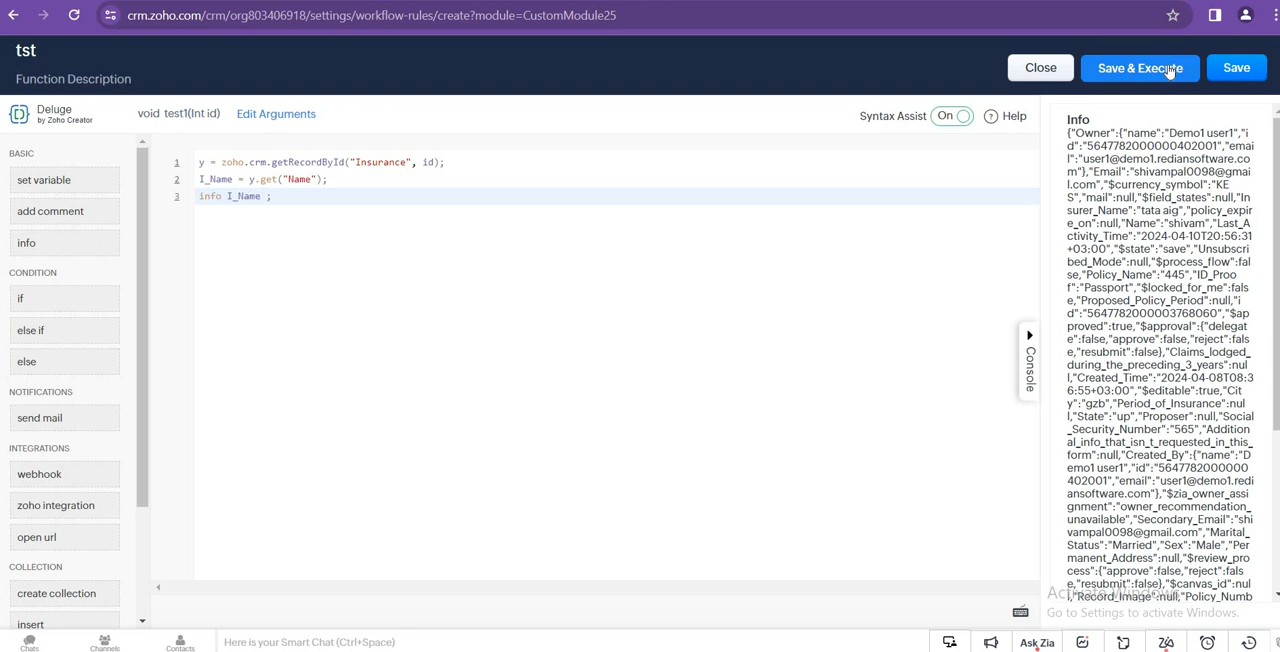 crm.zoho.com/crm/org803406918/settings/workflow-rules/create?module=CustomModule25
tst
Function Description
Close
Save & Execute
Save
Deluge
by Zoho Creator
void test1(Int id)
Edit Arguments
Syntax Assist
On
? Help
BASIC
set variable
add comment
info
CONDITION
if
else if
else
NOTIFICATIONS
send mail
INTEGRATIONS
webhook
zoho integration
open url
COLLECTION
create collection
insert
1 y = zoho.crm.getRecordById("Insurance", id);
2 I_Name = y.get("Name");
3 info I_Name ;
Console
Info
{"Owner":{"name":"Demo1 user1","i
d":"5647782000000402001","emai
l":"user1@demo1.rediansoftware.co
m"},"Email":"shivampal0098@gmai
l.com","$currency_symbol":"KE
S","mail":null,"$field_states":null,"In
surer_Name":"tata aig","policy_expir
e_on":null,"Name":"shivam","Last_A
ctivity_Time":"2024-04-10T20:56:31
+03:00","$state":"save","Unsubscri
bed_Mode":null,"$process_flow":fal
se,"Policy_Name":"445","ID_Proo
f":"Passport","$locked_for_me":fals
e,"Proposed_Policy_Period":null,"i
d":"5647782000003768060","$ap
proved":true,"$approval":{"delegat
e":false,"approve":false,"reject":fals
e,"resubmit":false},"Claims_lodged_
during_the_preceding_3_years":nul
l,"Created_Time":"2024-04-08T08:3
6:55+03:00","$editable":true,"Cit
y":"gzb","Period_of_Insurance":nul
l,"State":"up","Proposer":null,"Social
_Security_Number":"565","Addition
al_info_that_isn_t_requested_in_this_
form":null,"Created_By":{"name":"D
emo1 user1","id":"5647782000000
402001","email":"user1@demo1.redi
ansoftware.com"},"$zia_owner_assi
gnment":"owner_recommendation_
unavailable","Secondary_Email":"shi
vampal0098@gmail.com","Marital_
Status":"Married","Sex":"Male","Per
manent_Address":null,"$review_pro
cess":{"approve":false,"reject":fals
e,"resubmit":false},"$canvas_id":nul
l,"Record_Image":null,"Policy_Numb
Activate Windows
Go to Settings to activate Windows.
Chats
Channels
Contacts
Here is your Smart Chat (Ctrl+Space)
Ask Zia